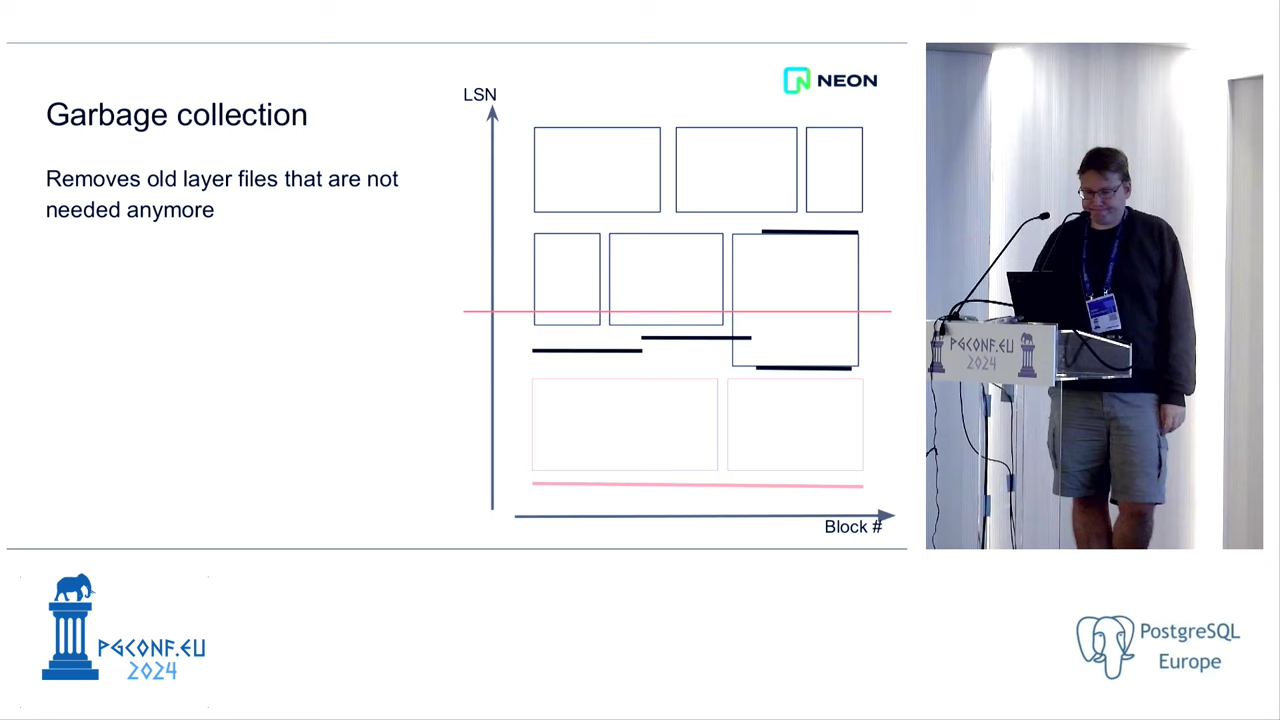 Garbage collection
Removes old layer files that are not
needed anymore
NEON
LSN
Block #
PGCONF.EU
2024
PGCONF.EU
2024
PostgreSQL
Europe